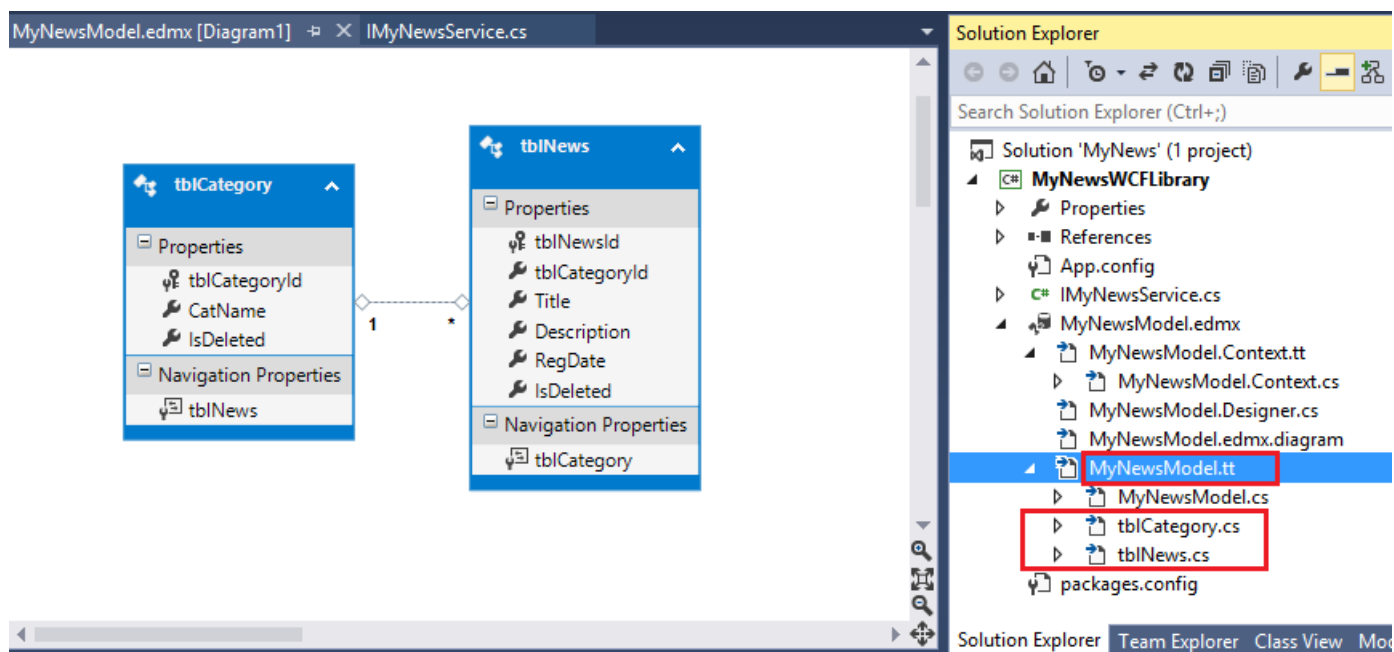 MyNewsModel.edmx [Diagram1]
IMyNewsService.cs
tblCategory
Properties
tblCategoryId
CatName
IsDeleted
Navigation Properties
tblNews
1
*
tblNews
Properties
tblNewsId
tblCategoryId
Title
Description
RegDate
IsDeleted
Navigation Properties
tblCategory
Solution Explorer
Search Solution Explorer (Ctrl+;)
Solution 'MyNews' (1 project)
C# MyNewsWCFLibrary
Properties
References
App.config
C# IMyNewsService.cs
MyNewsModel.edmx
MyNewsModel.Context.tt
MyNewsModel.Context.cs
MyNewsModel.Designer.cs
MyNewsModel.edmx.diagram
MyNewsModel.tt
MyNewsModel.cs
tblCategory.cs
tblNews.cs
packages.config
Solution Explorer Team Explorer Class View